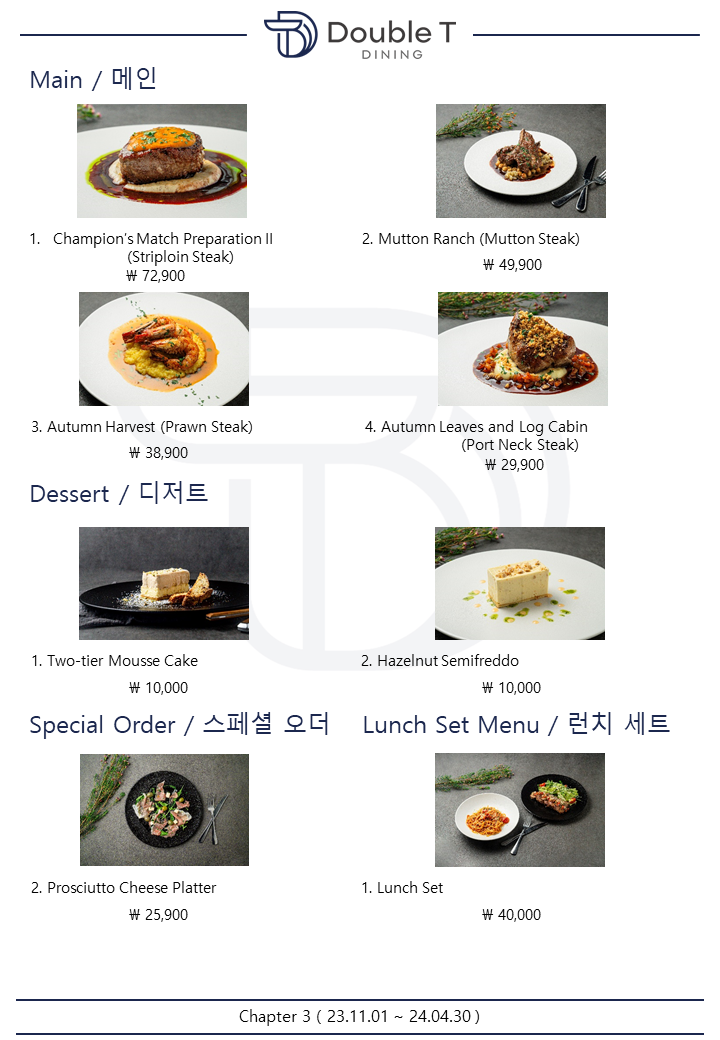 Double T
DINING
Main / 메인
1. Champion's Match Preparation II
(Striploin Steak)
₩ 72,900
2. Mutton Ranch (Mutton Steak)
₩ 49,900
3. Autumn Harvest (Prawn Steak)
₩ 38,900
4. Autumn Leaves and Log Cabin
(Port Neck Steak)
₩ 29,900
Dessert / 디저트
1. Two-tier Mousse Cake
₩ 10,000
2. Hazelnut Semifreddo
₩ 10,000
Special Order / 스페셜 오더
2. Prosciutto Cheese Platter
₩ 25,900
Lunch Set Menu / 런치 세트
1. Lunch Set
₩ 40,000
Chapter 3 ( 23.11.01 ~ 24.04.30 )